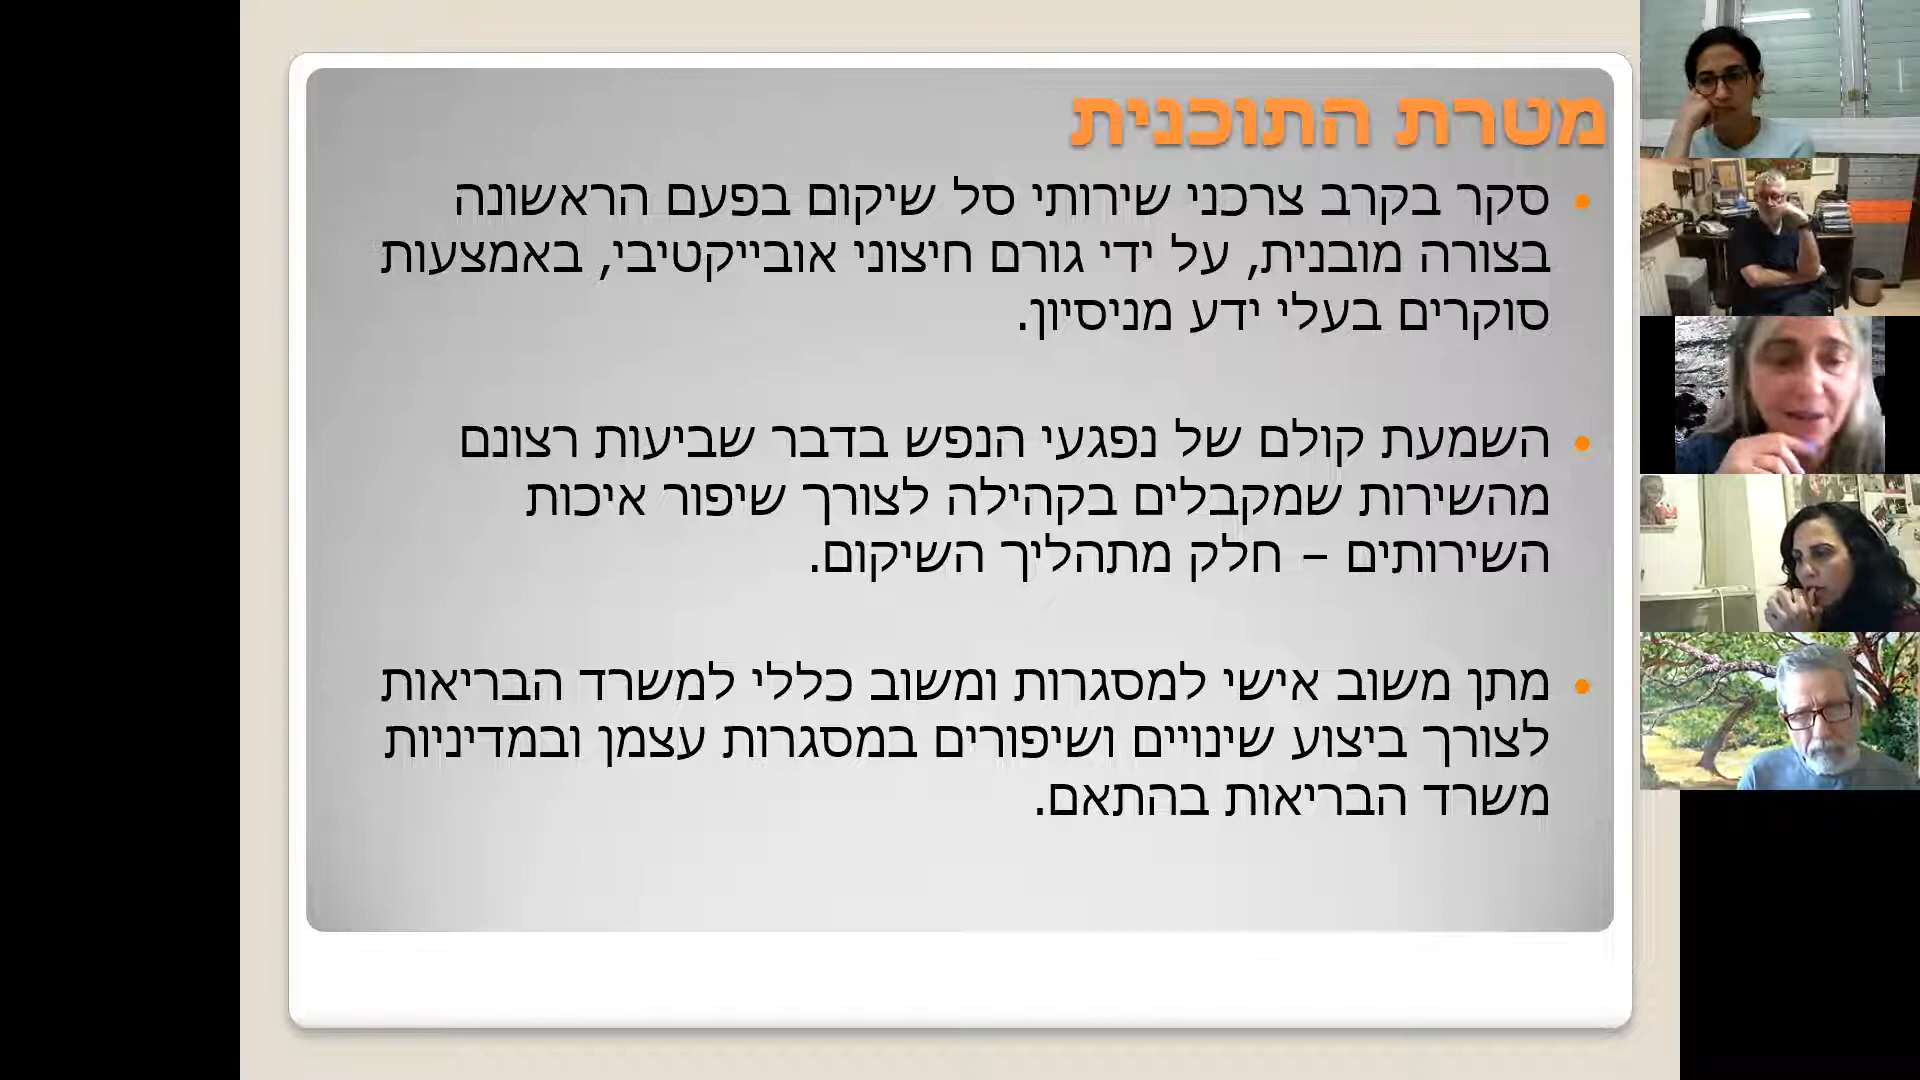 מטרת התוכנית
• סקר בקרב צרכני שירותי סל שיקום בפעם הראשונה
בצורה מובנית, על ידי גורם חיצוני אובייקטיבי, באמצעות
סוקרים בעלי ידע מניסיון.
• השמעת קולם של נפגעי הנפש בדבר שביעות רצונם
מהשירות שמקבלים בקהילה לצורך שיפור איכות
השירותים – חלק מתהליך השיקום.
• מתן משוב אישי למסגרות ומשוב כללי למשרד הבריאות
לצורך ביצוע שינויים ושיפורים במסגרות עצמן ובמדיניות
משרד הבריאות בהתאם.